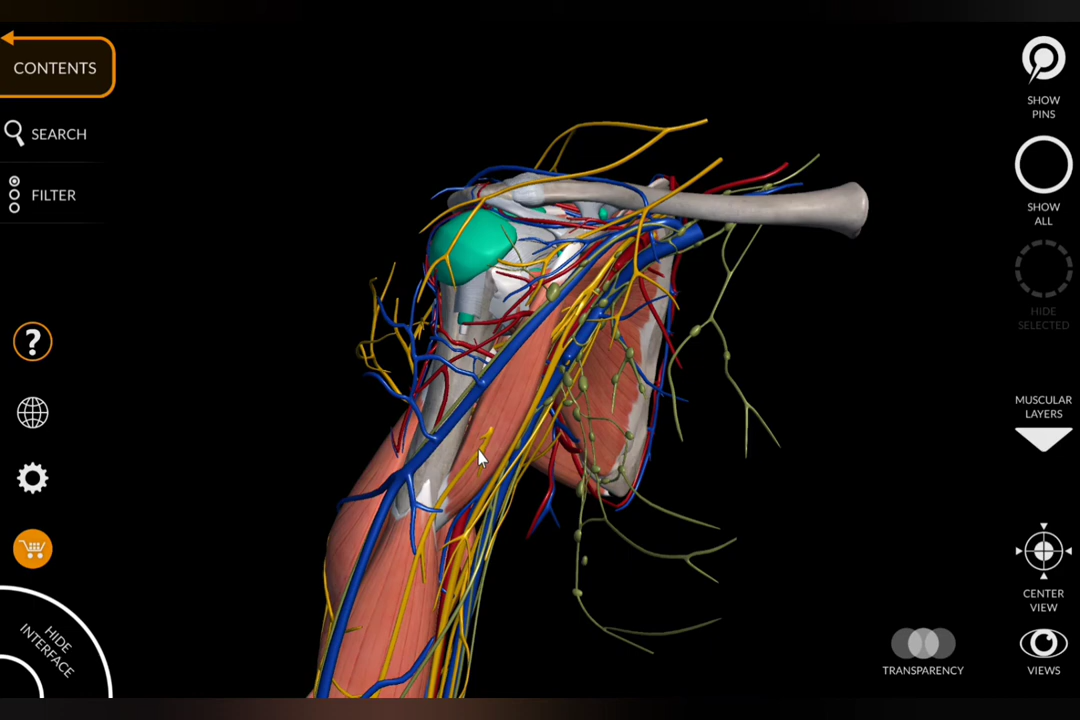 CONTENTS
SEARCH
FILTER
?
HIDE
INTERFACE
SHOW
PINS
SHOW
ALL
HIDE
SELECTED
MUSCULAR
LAYERS
CENTER
VIEW
TRANSPARENCY
VIEWS